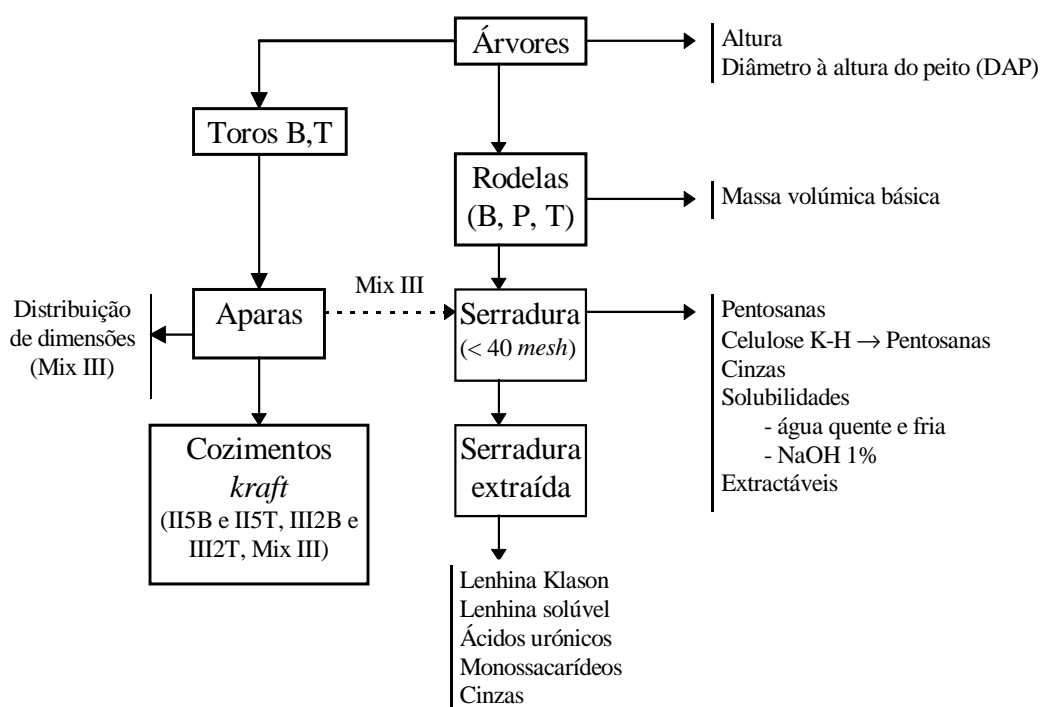 Árvores
Altura
Diâmetro à altura do peito (DAP)
Toros B,T
Rodelas
(B, P, T)
Massa volúmica básica
Distribuição
de dimensões
(Mix III)
Aparas
Mix III
Serradura
(< 40 mesh)
Pentosanas
Celulose K-H → Pentosanas
Cinzas
Solubilidades
- água quente e fria
- NaOH 1%
Extractáveis
Cozimentos
kraft
(II5B e II5T, III2B e
III2T, Mix III)
Serradura
extraída
Lenhina Klason
Lenhina solúvel
Ácidos urónicos
Monossacarídeos
Cinzas